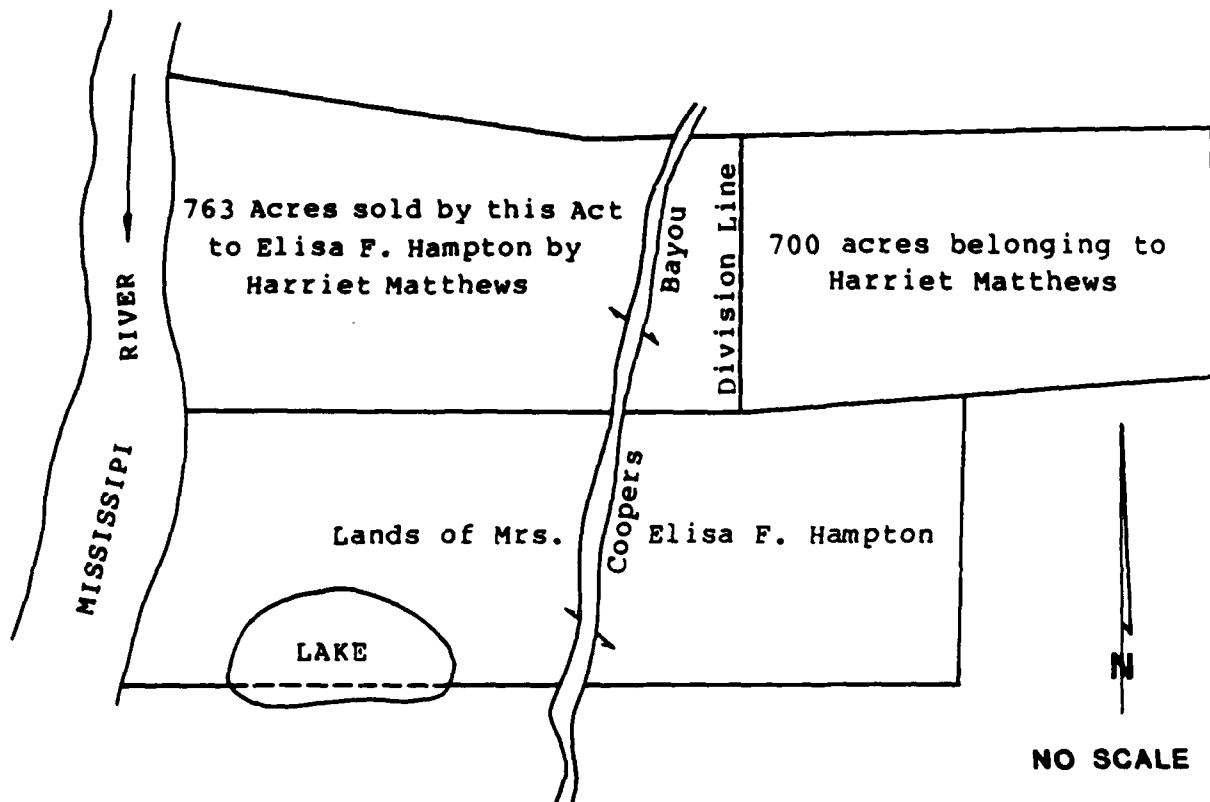 763 Acres sold by this Act
to Elisa F. Hampton by
Harriet Matthews
700 acres belonging to
Harriet Matthews
Division Line
Coopers Bayou
MISSISSIPI RIVER
Lands of Mrs. Elisa F. Hampton
LAKE
N
NO SCALE